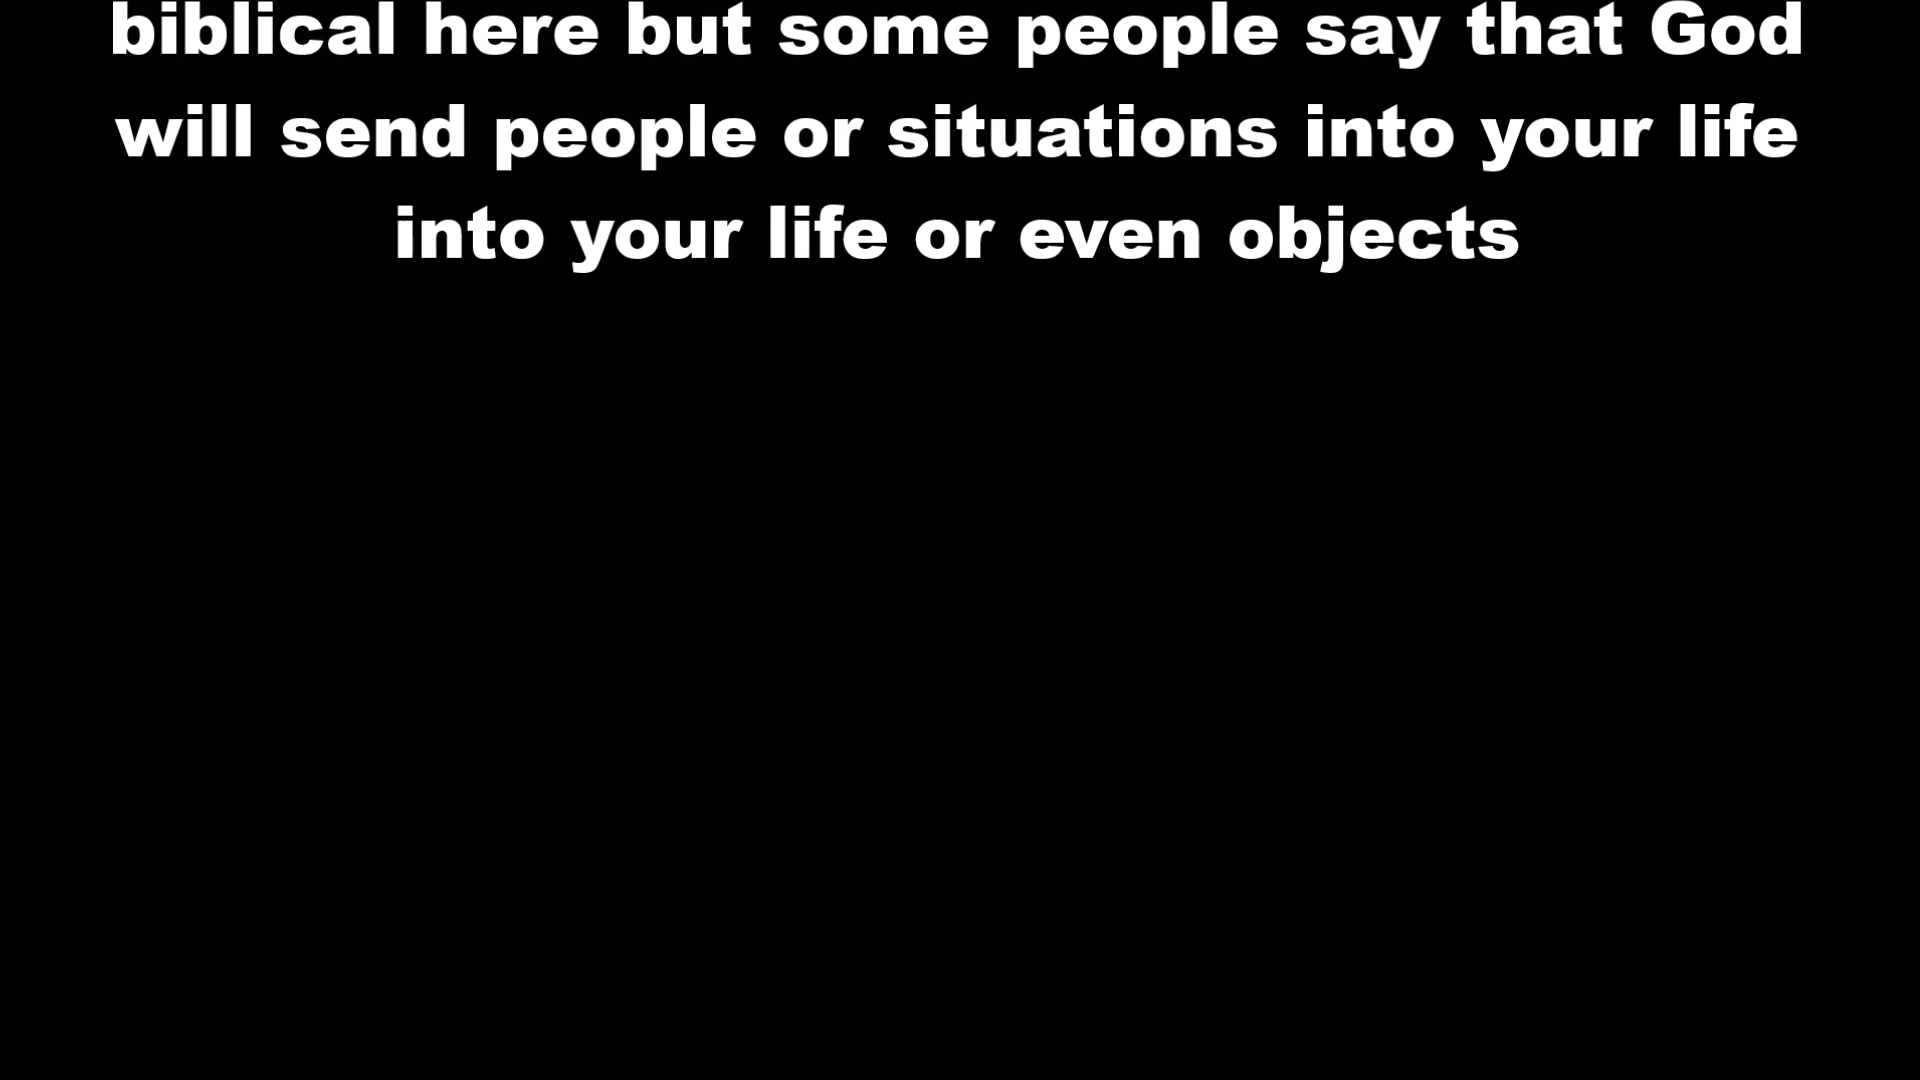 biblical here but some people say that God
will send people or situations into your life
into your life or even objects